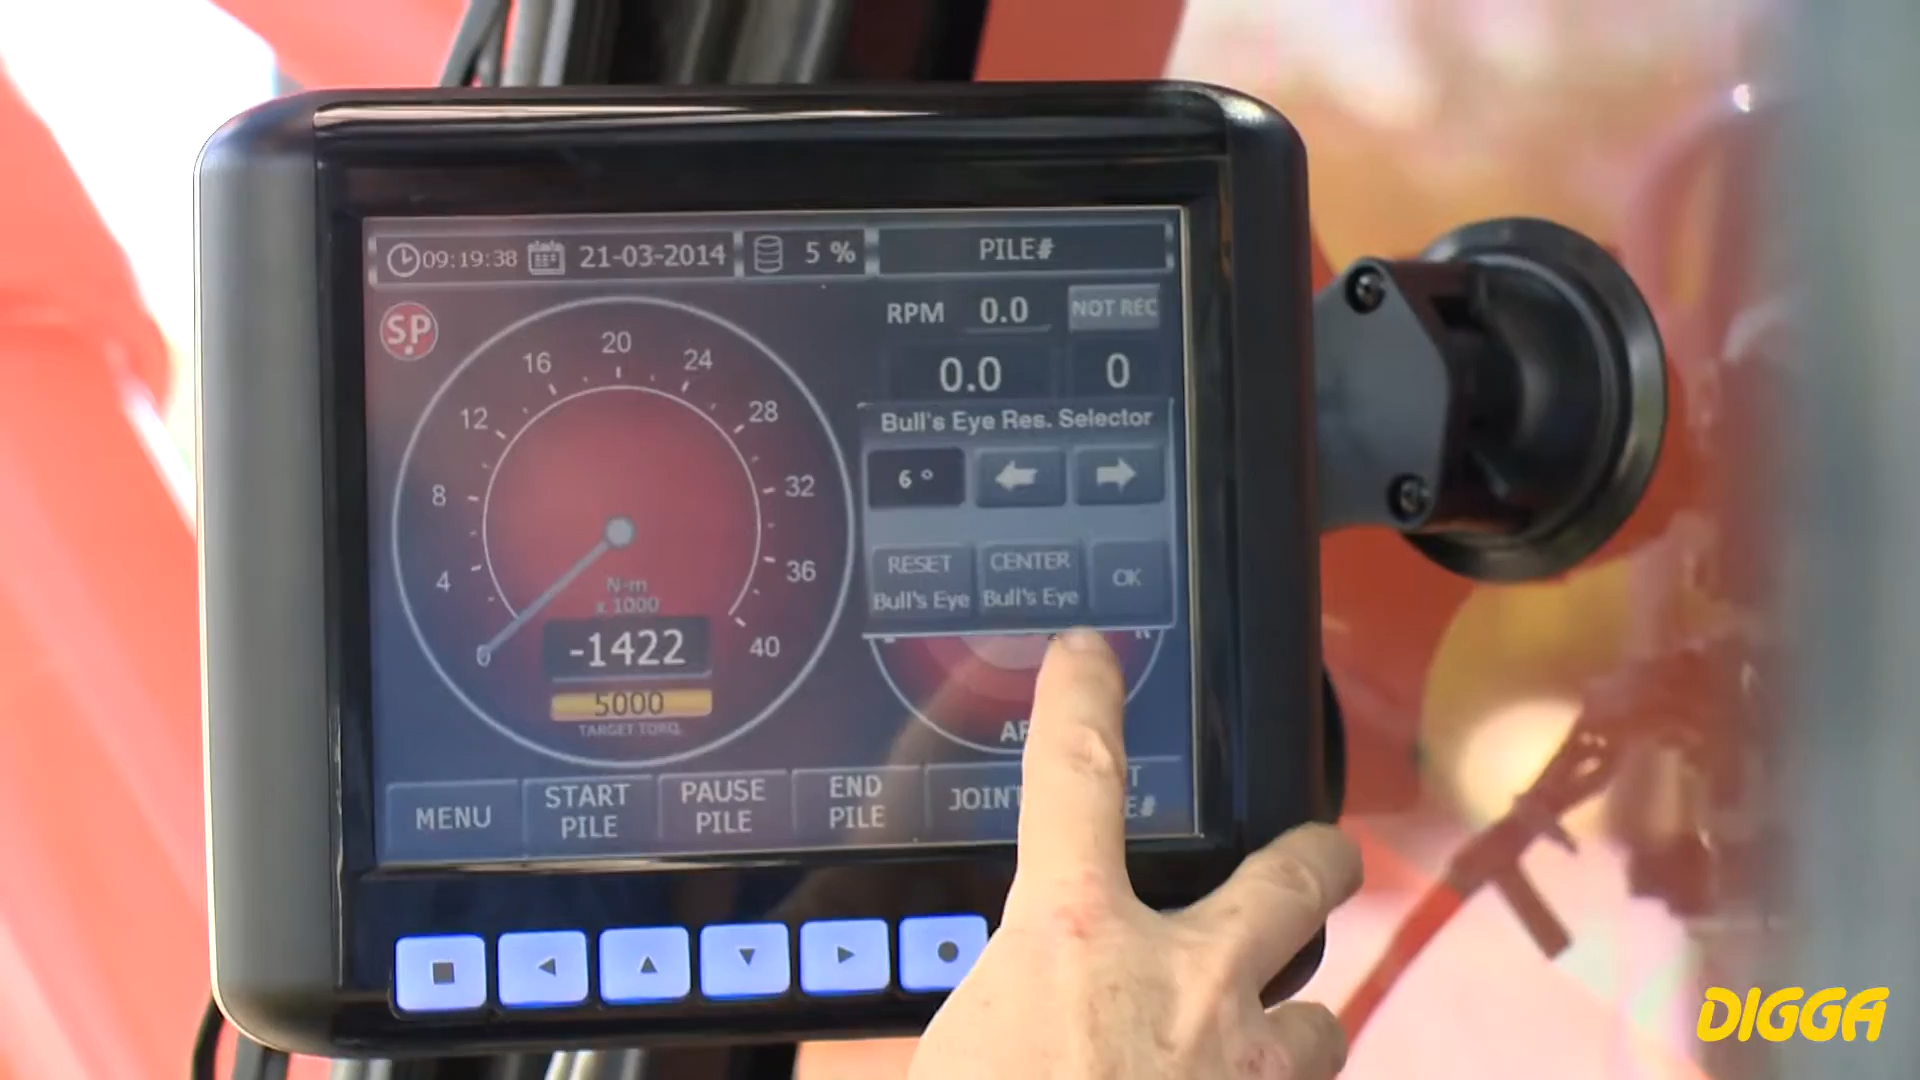 09:19:38 21-03-2014 5 % PILE#
SP
RPM 0.0 NOT REC
0.0 0
Bull's Eye Res. Selector
6 °
RESET
Bull's Eye
CENTER
Bull's Eye
OK
0
4
8
12
16
20
24
28
32
36
40
N-m
x 1000
-1422
5000
TARGET TORQ.
MENU
START
PILE
PAUSE
PILE
END
PILE
JOINT
DIGGA